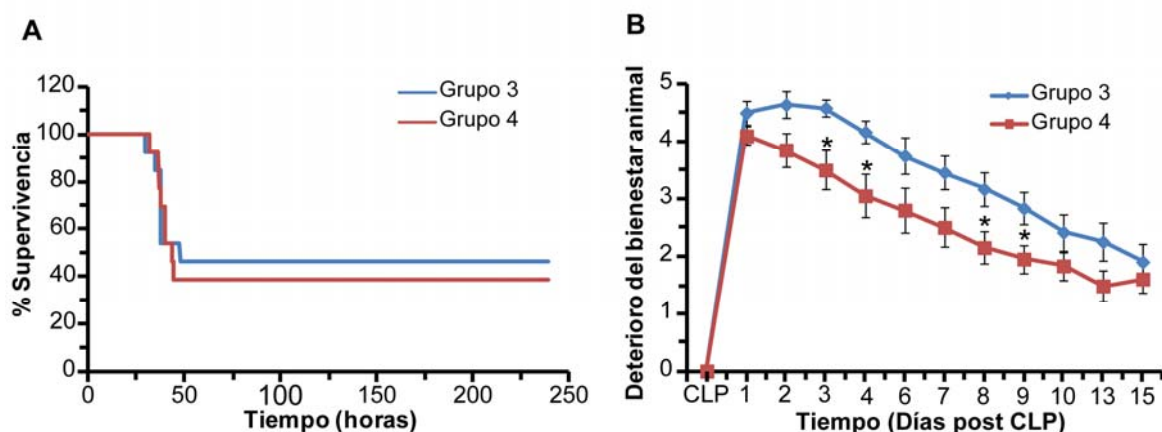 A
% Supervivencia
120
100
80
60
40
20
0
Grupo 3
Grupo 4
0 50 100 150 200 250
Tiempo (horas)
B
Deterioro del bienestar animal
5
4
3
2
1
0
Grupo 3
Grupo 4
* * * *
CLP 1 2 3 4 6 7 8 9 10 13 15
Tiempo (Días post CLP)